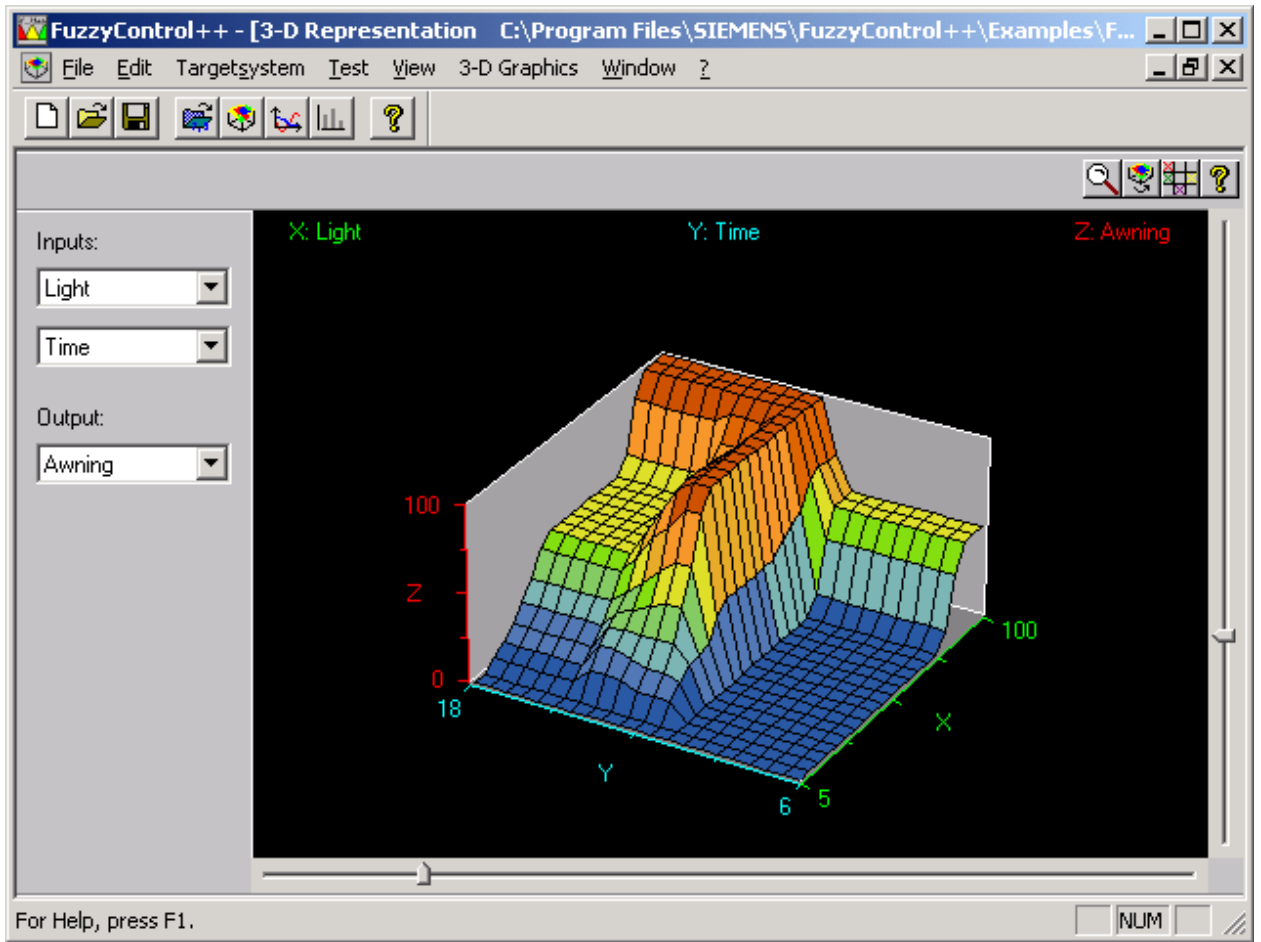 FuzzyControl++ - [3-D Representation C:\Program Files\SIEMENS\FuzzyControl++\Examples\F...
File Edit Targetsystem Test View 3-D Graphics Window ?
X: Light Y: Time Z: Awning
Inputs:
Light
Time
Output:
Awning
100
Z
0
18
Y
6
5
X
100
For Help, press F1.
NUM